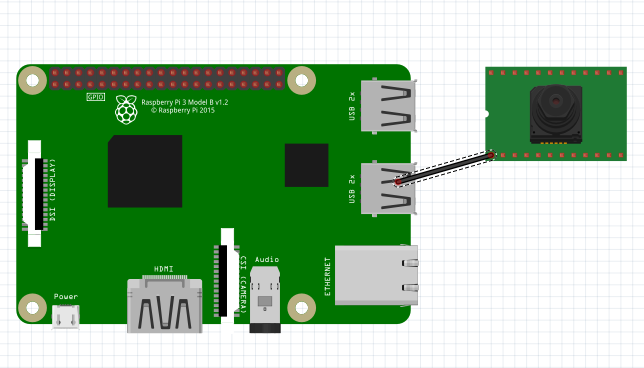 GPIO
Raspberry Pi 3 Model B v1.2
© Raspberry Pi 2015
USB 2x
USB 2x
DSI (DISPLAY)
CSI (CAMERA)
HDMI
Audio
ETHERNET
Power